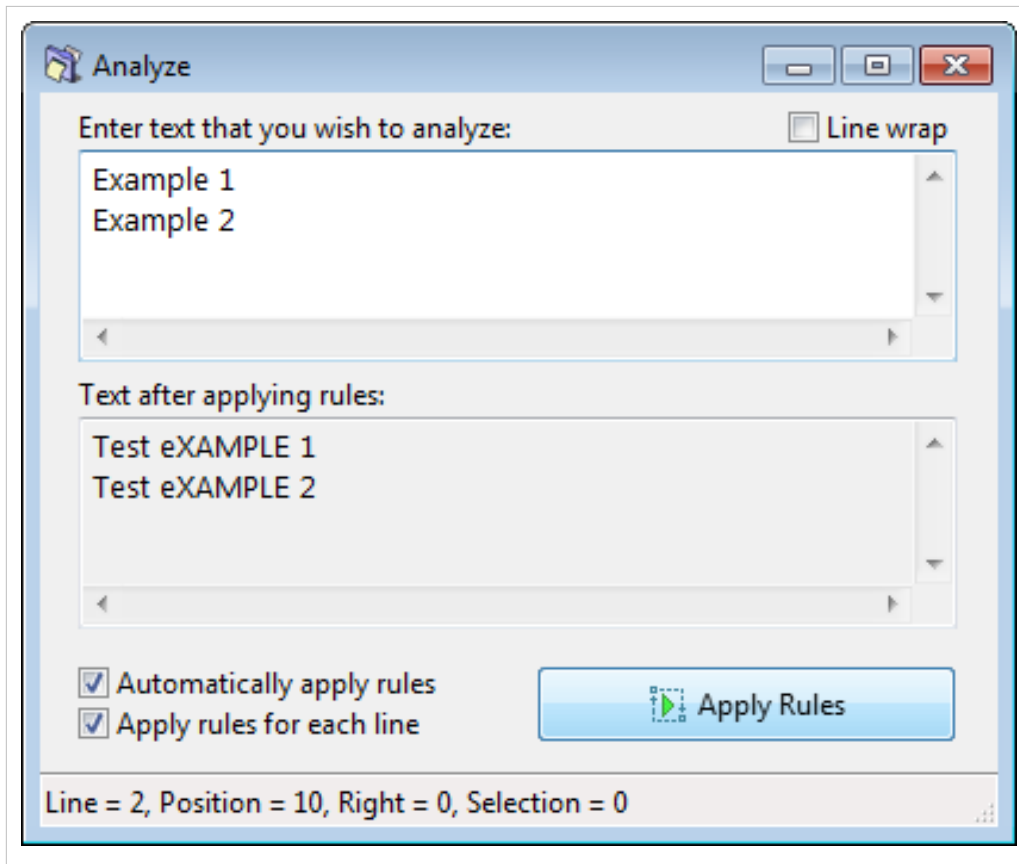 Analyze
Enter text that you wish to analyze: Line wrap
Example 1
Example 2
Text after applying rules:
Test eXAMPLE 1
Test eXAMPLE 2
Automatically apply rules
Apply rules for each line
Apply Rules
Line = 2, Position = 10, Right = 0, Selection = 0